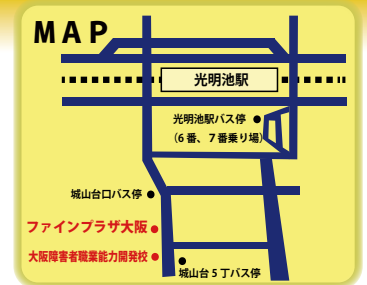 MAP
光明池駅
光明池駅バス停
（6番、7番乗り場）
城山台口バス停
ファインプラザ大阪
大阪障害者職業能力開発校
城山台5丁バス停